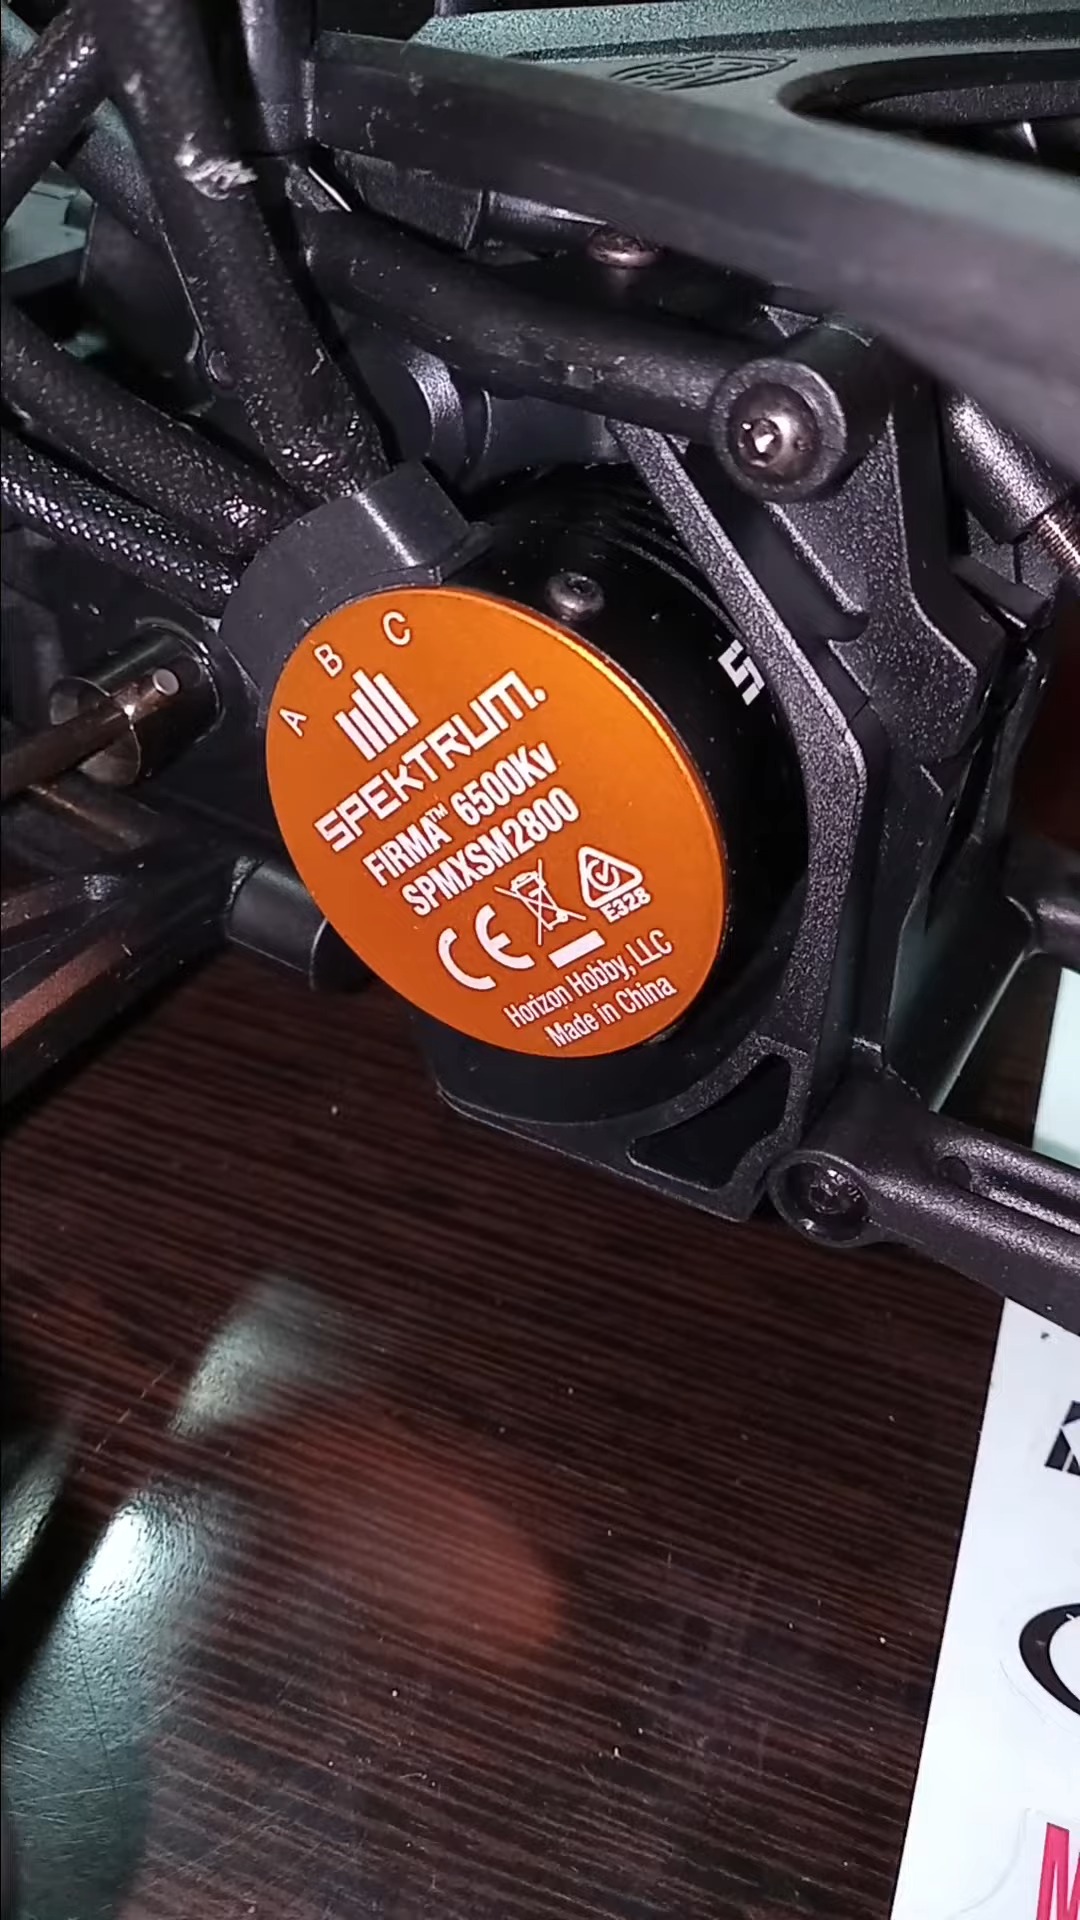 A B C
SPEKTRUM.
FIRMA™ 6500Kv
SPMXSM2800
CE
E328
Horizon Hobby, LLC
Made in China